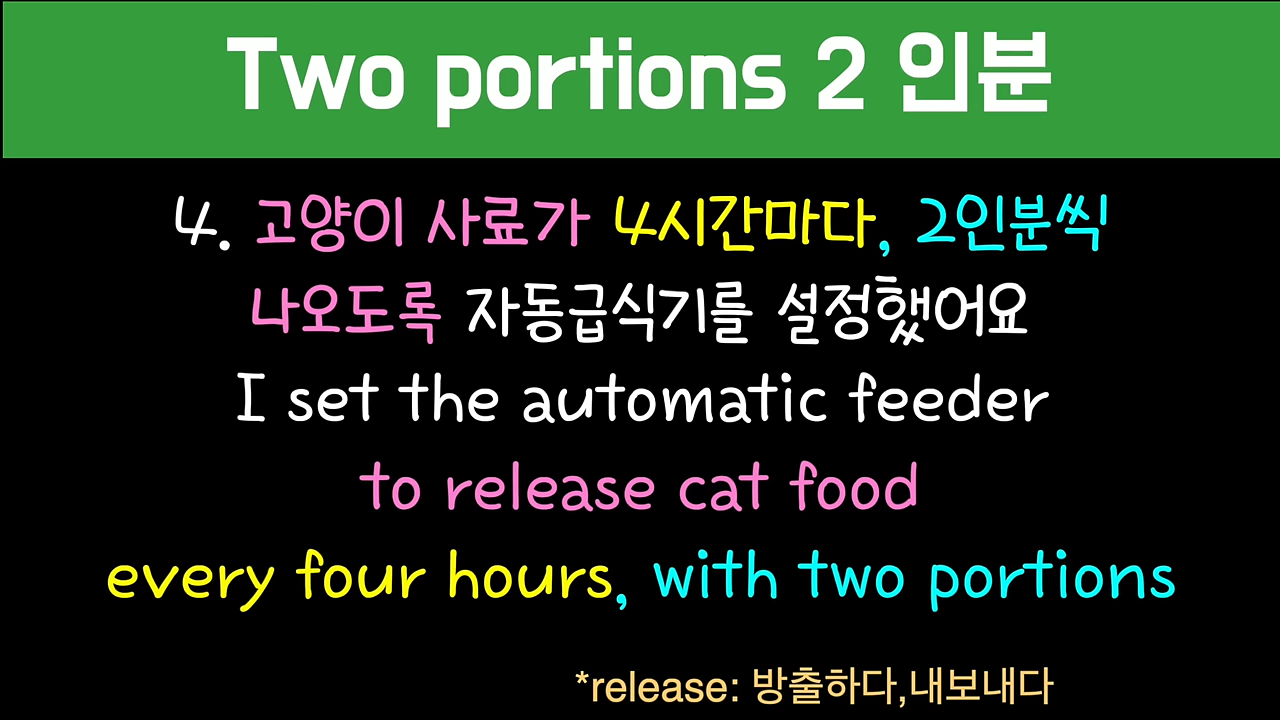 Two portions 2 인분
4. 고양이 사료가 4시간마다, 2인분씩
나오도록 자동급식기를 설정했어요
I set the automatic feeder
to release cat food
every four hours, with two portions
*release: 방출하다,내보내다